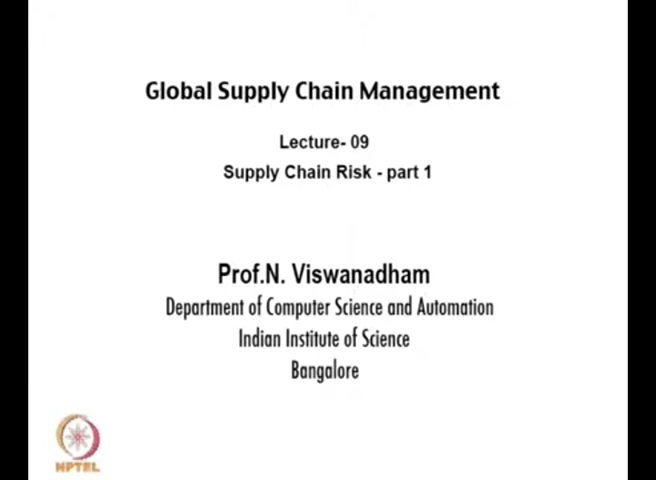 Global Supply Chain Management
Lecture- 09
Supply Chain Risk - part 1
Prof.N. Viswanadham
Department of Computer Science and Automation
Indian Institute of Science
Bangalore
NPTEL